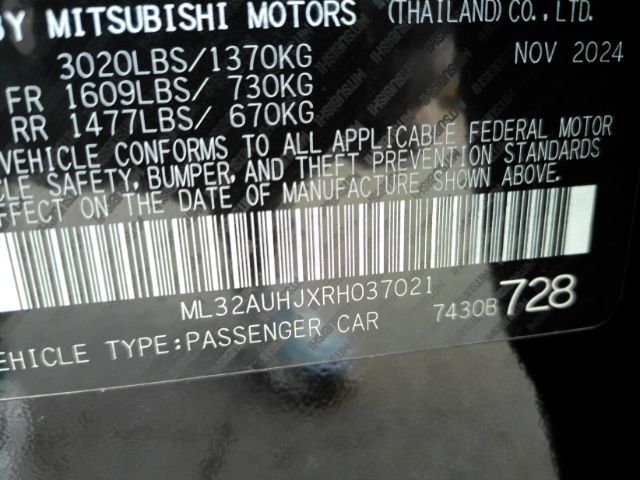 BY MITSUBISHI MOTORS (THAILAND)CO.,LTD.
3020LBS/1370KG NOV 2024
FR 1609LBS/ 730KG
RR 1477LBS/ 670KG
VEHICLE CONFORMS TO ALL APPLICABLE FEDERAL MOTOR
CLE SAFETY, BUMPER, AND THEFT PREVENTION STANDARDS
EFFECT ON THE DATE OF MANUFACTURE SHOWN ABOVE.
ML32AUHJXRH037021 7430B 728
VEHICLE TYPE:PASSENGER CAR